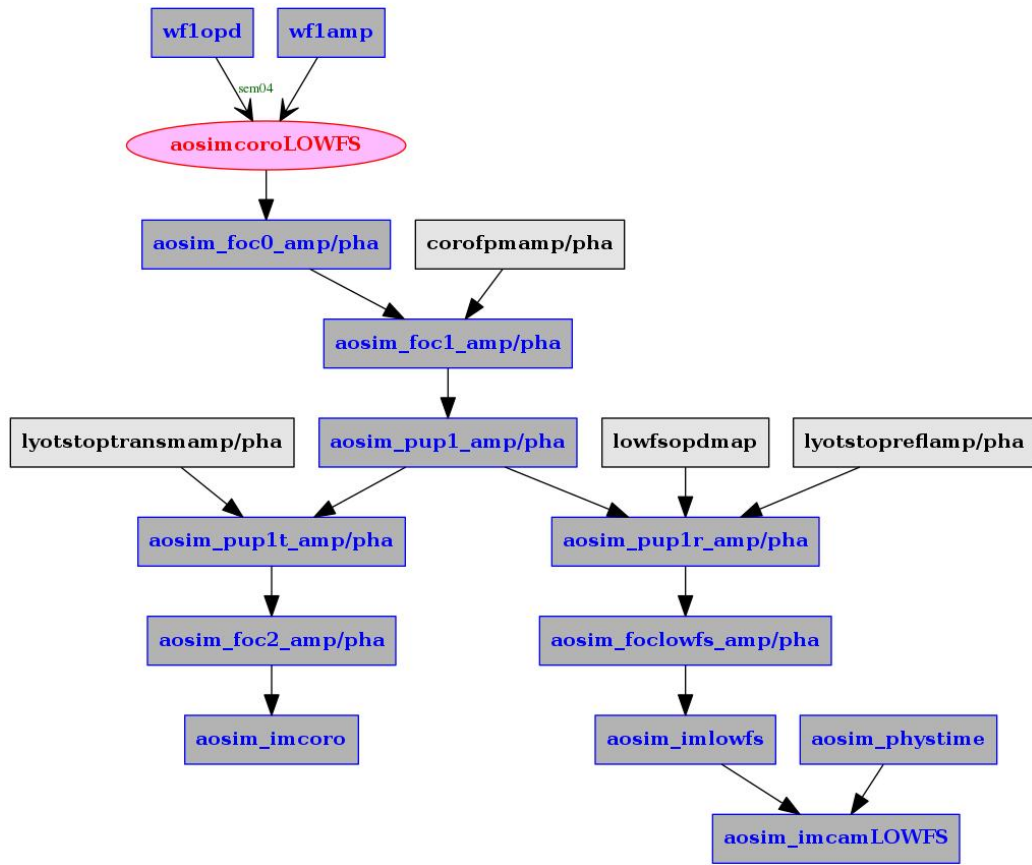 wf1opd
wf1amp
sem04
aosimcoroLOWFS
aosim_foc0_amp/pha
corofpmamp/pha
aosim_foc1_amp/pha
lyotstoptransmamp/pha
aosim_pup1_amp/pha
lowfsopdmap
lyotstopreflamp/pha
aosim_pup1t_amp/pha
aosim_pup1r_amp/pha
aosim_foc2_amp/pha
aosim_foclowfs_amp/pha
aosim_imcoro
aosim_imlowfs
aosim_phystime
aosim_imcamLOWFS